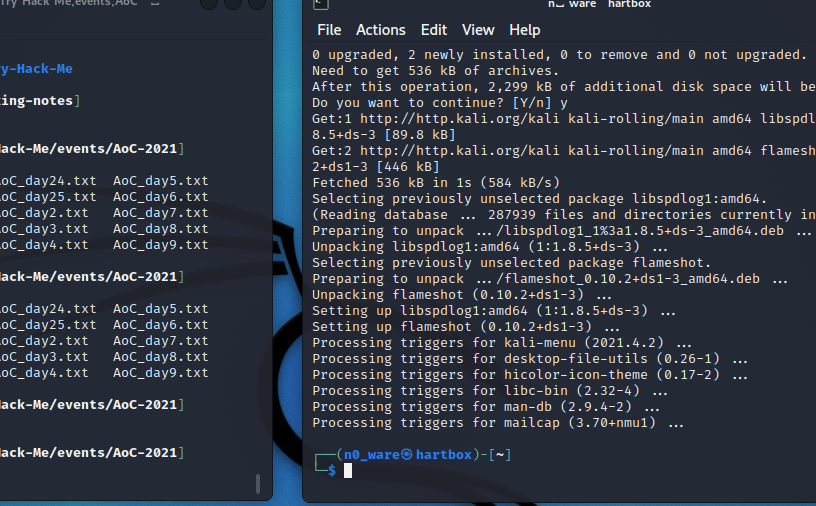 Try Hack Me,events,AoC
ry-Hack-Me
ing-notes]
ack-Me/events/AoC-2021]
oC_day24.txt AoC_day5.txt
oC_day25.txt AoC_day6.txt
oC_day2.txt AoC_day7.txt
oC_day3.txt AoC_day8.txt
oC_day4.txt AoC_day9.txt
ack-Me/events/AoC-2021]
oC_day24.txt AoC_day5.txt
oC_day25.txt AoC_day6.txt
oC_day2.txt AoC_day7.txt
oC_day3.txt AoC_day8.txt
oC_day4.txt AoC_day9.txt
ack-Me/events/AoC-2021]
ack-Me/events/AoC-2021]
ware hartbox
File Actions Edit View Help
0 upgraded, 2 newly installed, 0 to remove and 0 not upgraded.
Need to get 536 kB of archives.
After this operation, 2,299 kB of additional disk space will be
Do you want to continue? [Y/n] y
Get:1 http://http.kali.org/kali kali-rolling/main amd64 libspdl
8.5+ds-3 [89.8 kB]
Get:2 http://http.kali.org/kali kali-rolling/main amd64 flamesh
2+ds1-3 [446 kB]
Fetched 536 kB in 1s (584 kB/s)
Selecting previously unselected package libspdlog1:amd64.
(Reading database ... 287939 files and directories currently in
Preparing to unpack .../libspdlog1_1%3a1.8.5+ds-3_amd64.deb ...
Unpacking libspdlog1:amd64 (1:1.8.5+ds-3) ...
Selecting previously unselected package flameshot.
Preparing to unpack .../flameshot_0.10.2+ds1-3_amd64.deb ...
Unpacking flameshot (0.10.2+ds1-3) ...
Setting up libspdlog1:amd64 (1:1.8.5+ds-3) ...
Setting up flameshot (0.10.2+ds1-3) ...
Processing triggers for kali-menu (2021.4.2) ...
Processing triggers for desktop-file-utils (0.26-1) ...
Processing triggers for hicolor-icon-theme (0.17-2) ...
Processing triggers for libc-bin (2.32-4) ...
Processing triggers for man-db (2.9.4-2) ...
Processing triggers for mailcap (3.70+nmu1) ...
┌──(n0_ware㉿hartbox)-[~]
└─$